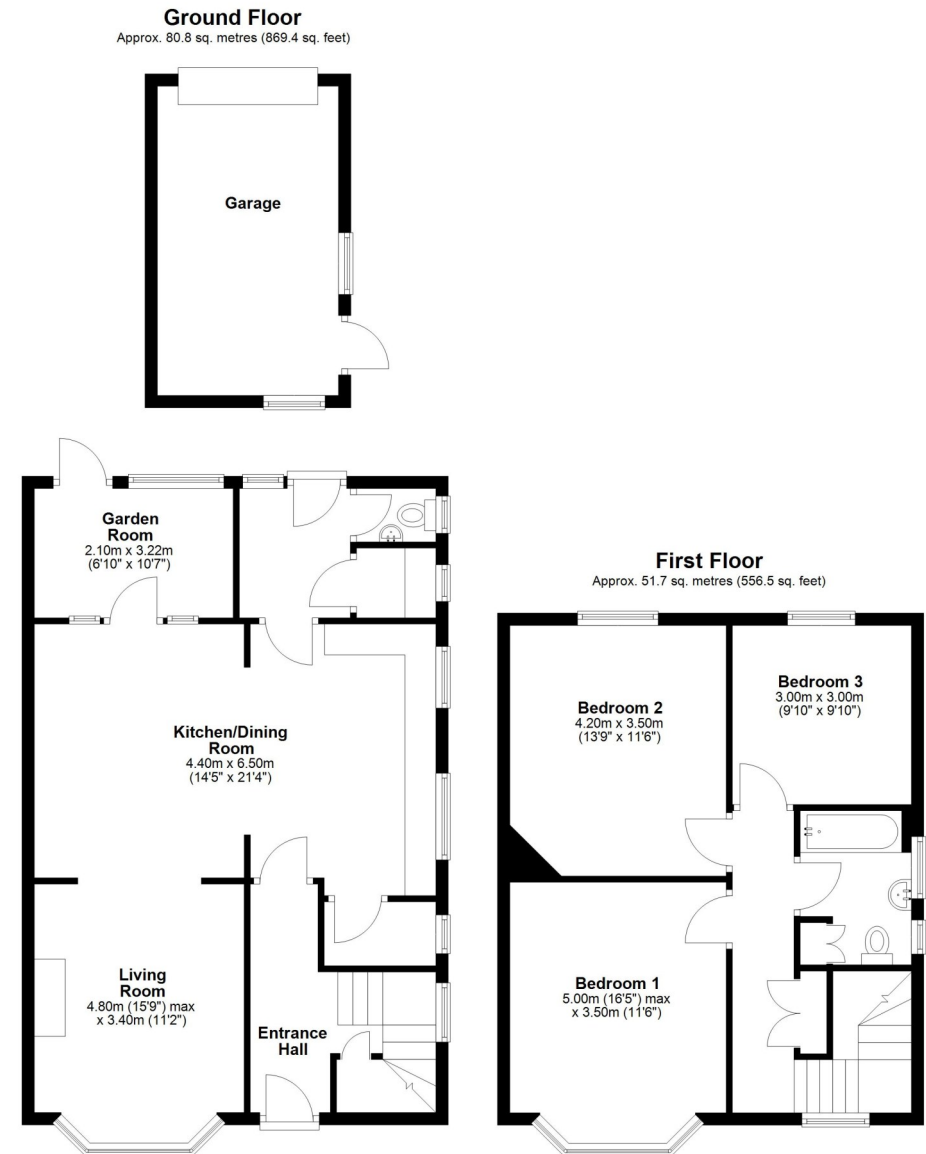 Ground Floor
Approx. 80.8 sq. metres (869.4 sq. feet)
Garage
Garden
Room
2.10m x 3.22m
(6'10" x 10'7")
Kitchen/Dining
Room
4.40m x 6.50m
(14'5" x 21'4")
Living
Room
4.80m (15'9") max
x 3.40m (11'2")
Entrance
Hall
First Floor
Approx. 51.7 sq. metres (556.5 sq. feet)
Bedroom 2
4.20m x 3.50m
(13'9" x 11'6")
Bedroom 3
3.00m x 3.00m
(9'10" x 9'10")
Bedroom 1
5.00m (16'5") max
x 3.50m (11'6")